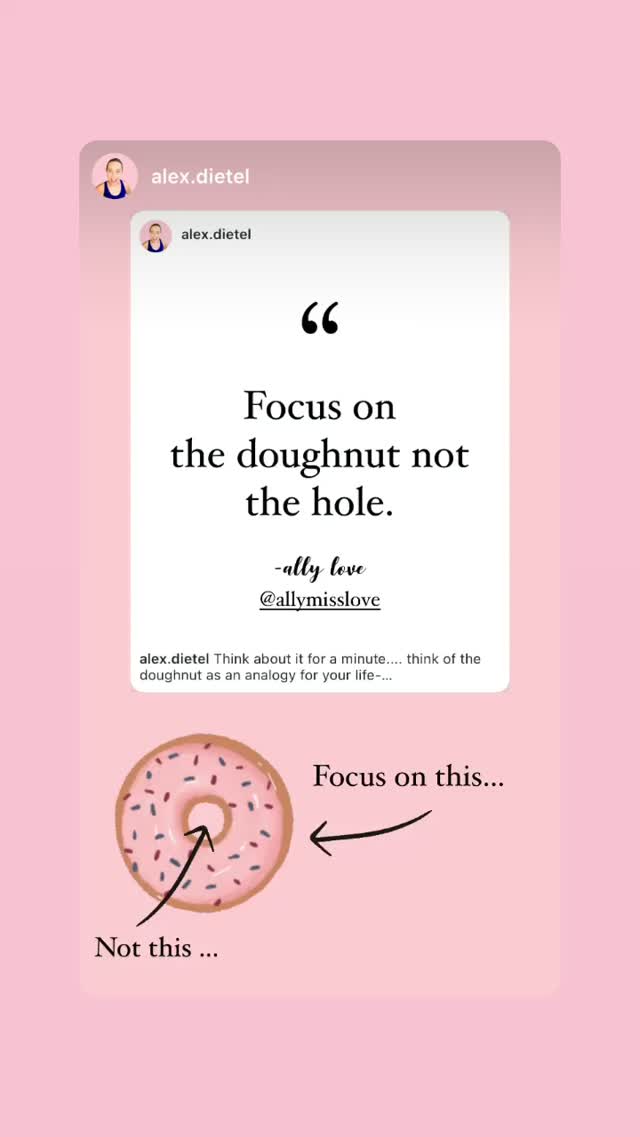 alex.dietel
alex.dietel
“
Focus on
the doughnut not
the hole.
-ally love
@allymisslove
alex.dietel Think about it for a minute.... think of the
doughnut as an analogy for your life-...
Focus on this...
Not this ...